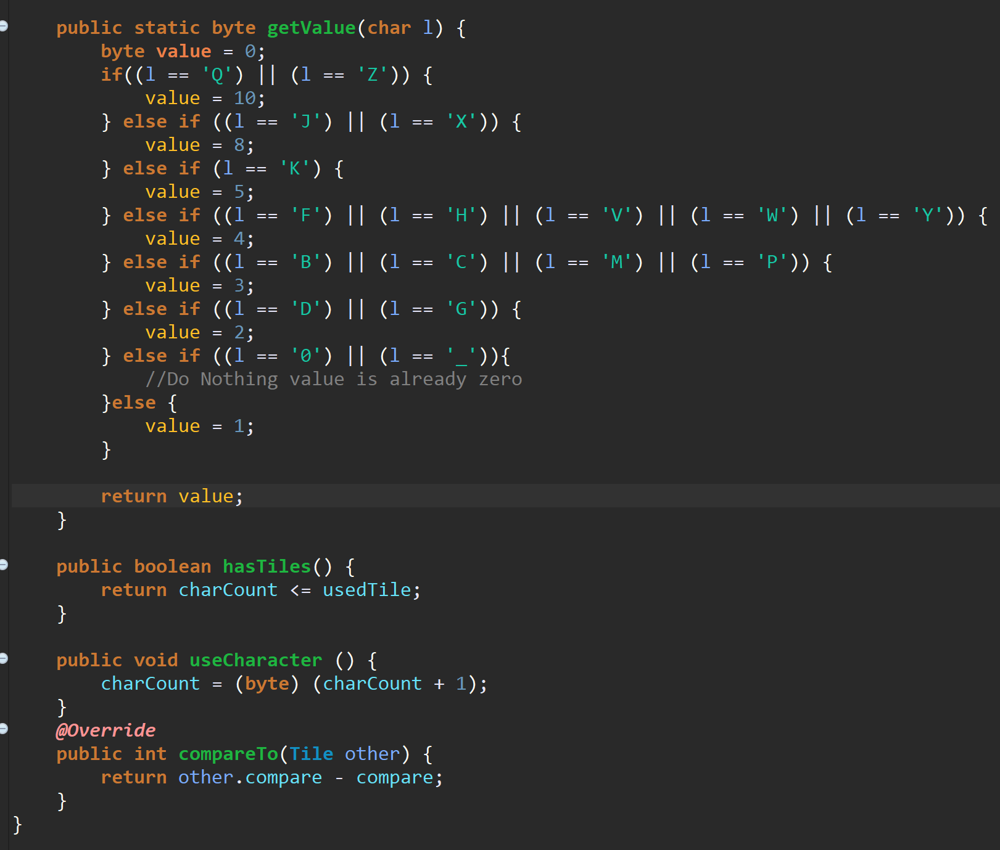 public static byte getValue(char l) {
byte value = 0;
if((l == 'Q') || (l == 'Z')) {
value = 10;
} else if ((l == 'J') || (l == 'X')) {
value = 8;
} else if (l == 'K') {
value = 5;
} else if ((l == 'F') || (l == 'H') || (l == 'V') || (l == 'W') || (l == 'Y')) {
value = 4;
} else if ((l == 'B') || (l == 'C') || (l == 'M') || (l == 'P')) {
value = 3;
} else if ((l == 'D') || (l == 'G')) {
value = 2;
} else if ((l == '0') || (l == '_')){
//Do Nothing value is already zero
}else {
value = 1;
}
return value;
}
public boolean hasTiles() {
return charCount <= usedTile;
}
public void useCharacter () {
charCount = (byte) (charCount + 1);
}
@Override
public int compareTo(Tile other) {
return other.compare - compare;
}
}